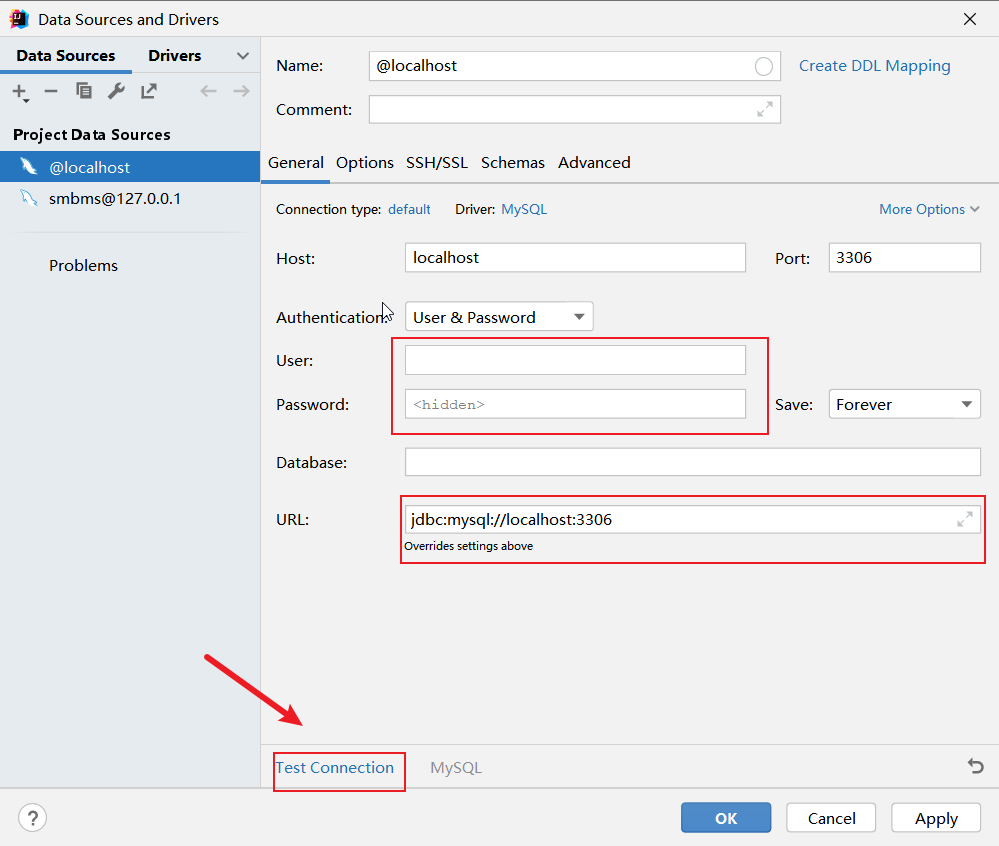 Data Sources and Drivers
Data Sources Drivers
Project Data Sources
@localhost
smbms@127.0.0.1
Problems
Name: @localhost Create DDL Mapping
Comment:
General Options SSH/SSL Schemas Advanced
Connection type: default Driver: MySQL More Options
Host: localhost Port: 3306
Authentication: User & Password
User:
Password: <hidden> Save: Forever
Database:
URL: jdbc:mysql://localhost:3306
Overrides settings above
Test Connection MySQL
? OK Cancel Apply